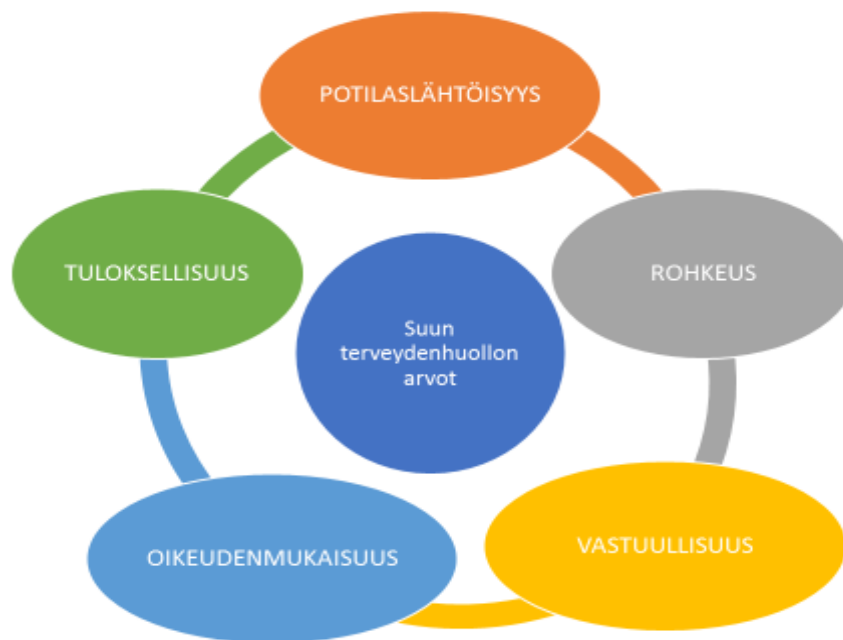 POTILASLÄHTÖISYYS
TULOKSELLISUUS
ROHKEUS
Suun
terveydenhuollon
arvot
OIKEUDENMUKAISUUS
VASTUULLISUUS